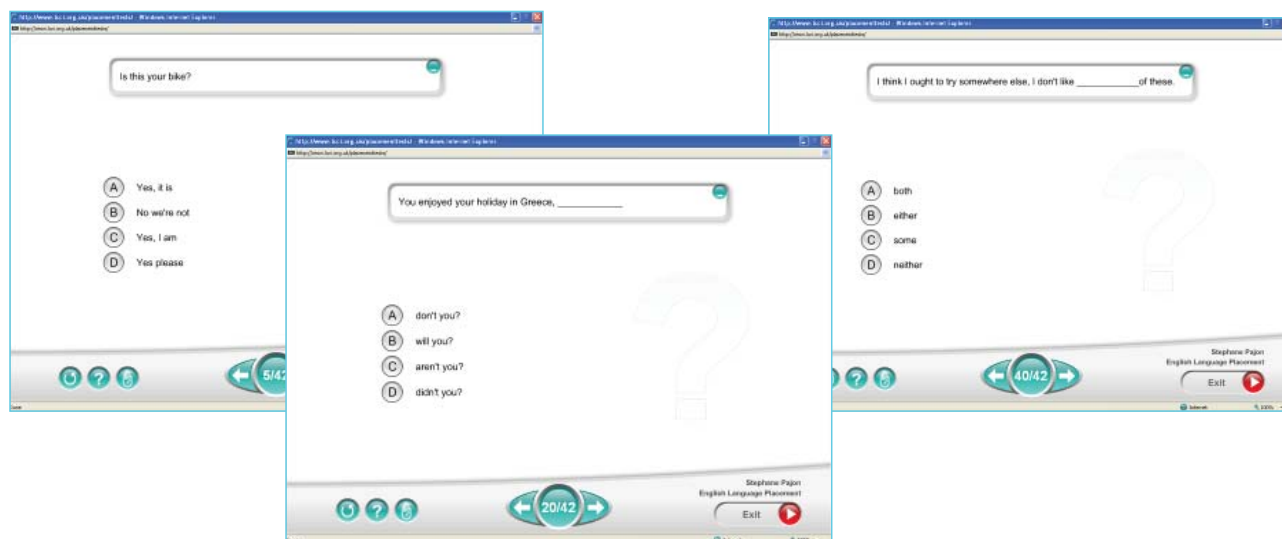 Is this your bike?
A Yes, it is
B No we're not
C Yes, I am
D Yes please
5/42
You enjoyed your holiday in Greece, ____________
A don't you?
B will you?
C aren't you?
D didn't you?
20/42
Stephane Pajon
English Language Placement
Exit
I think I ought to try somewhere else, I don't like ____________of these.
A both
B either
C some
D neither
40/42
Stephane Pajon
English Language Placement
Exit